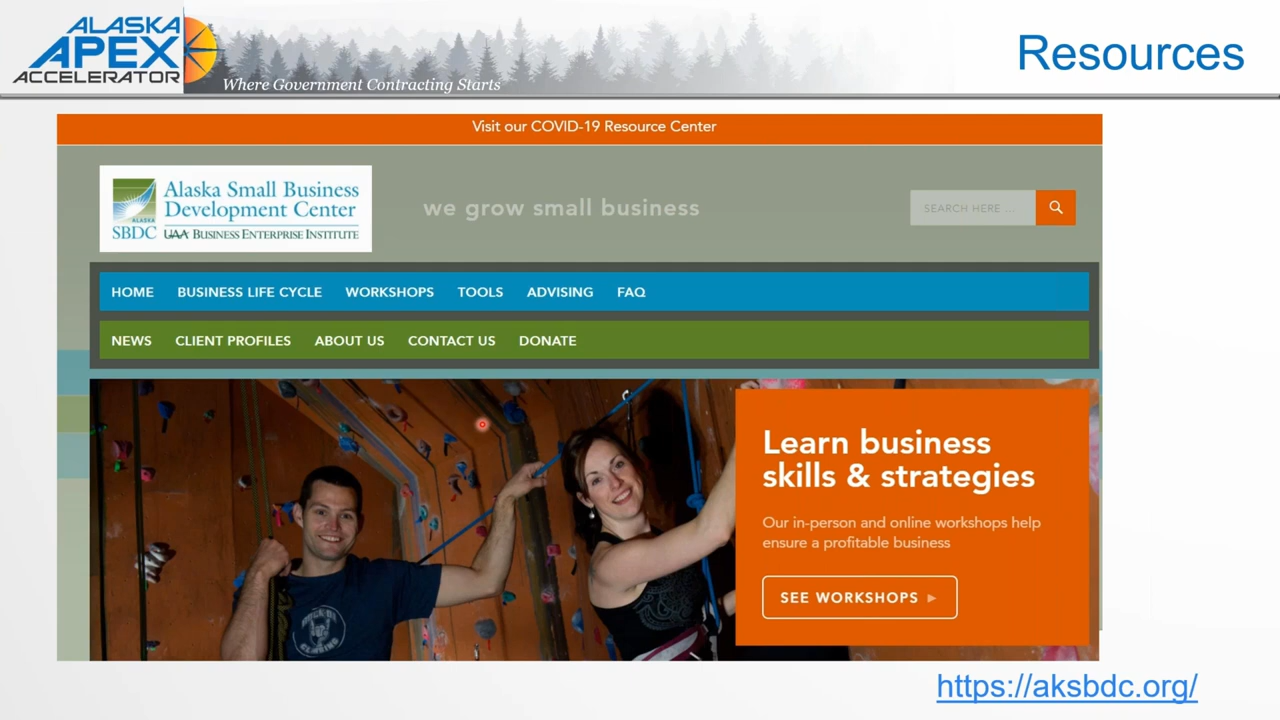 ALASKA
APEX
ACCELERATOR
Where Government Contracting Starts
Resources
Visit our COVID-19 Resource Center
Alaska Small Business
Development Center
ALASKA
SBDC UAA BUSINESS ENTERPRISE INSTITUTE
we grow small business
SEARCH HERE ...
HOME BUSINESS LIFE CYCLE WORKSHOPS TOOLS ADVISING FAQ
NEWS CLIENT PROFILES ABOUT US CONTACT US DONATE
Learn business
skills & strategies
Our in-person and online workshops help
ensure a profitable business
SEE WORKSHOPS ▸
https://aksbdc.org/